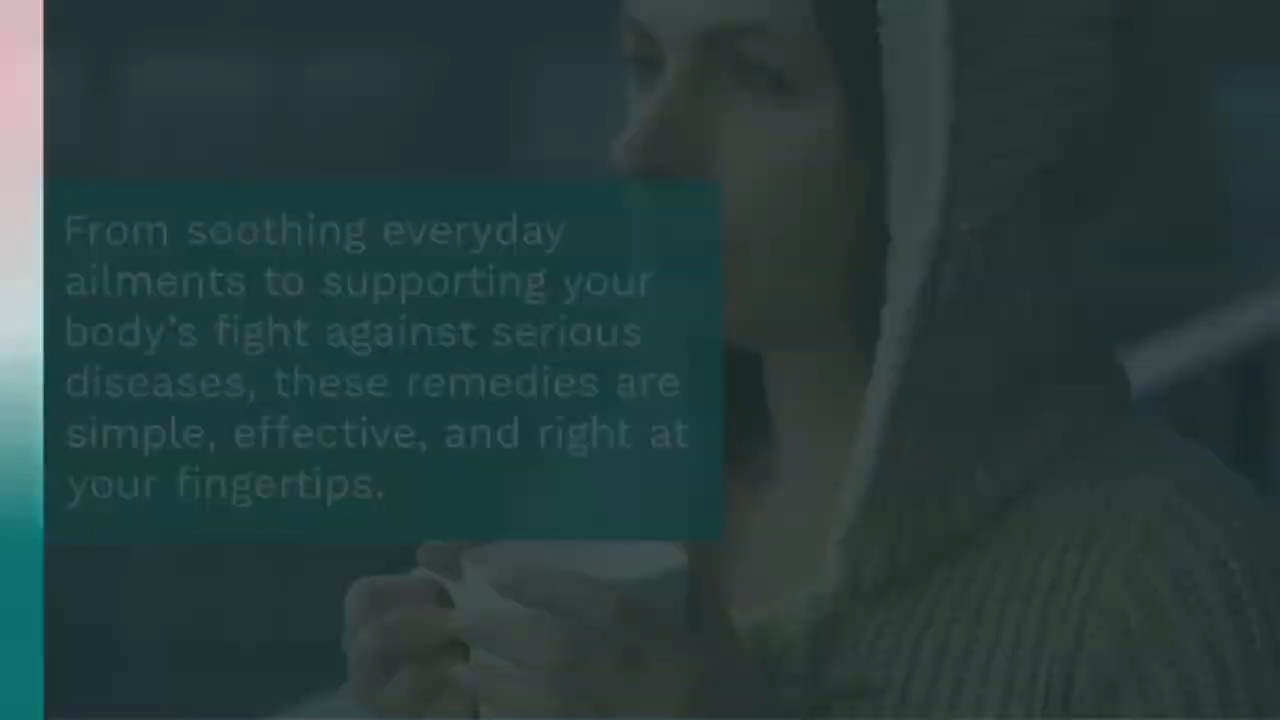 From soothing everyday
ailments to supporting your
body's fight against serious
diseases, these remedies are
simple, effective, and right at
your fingertips.